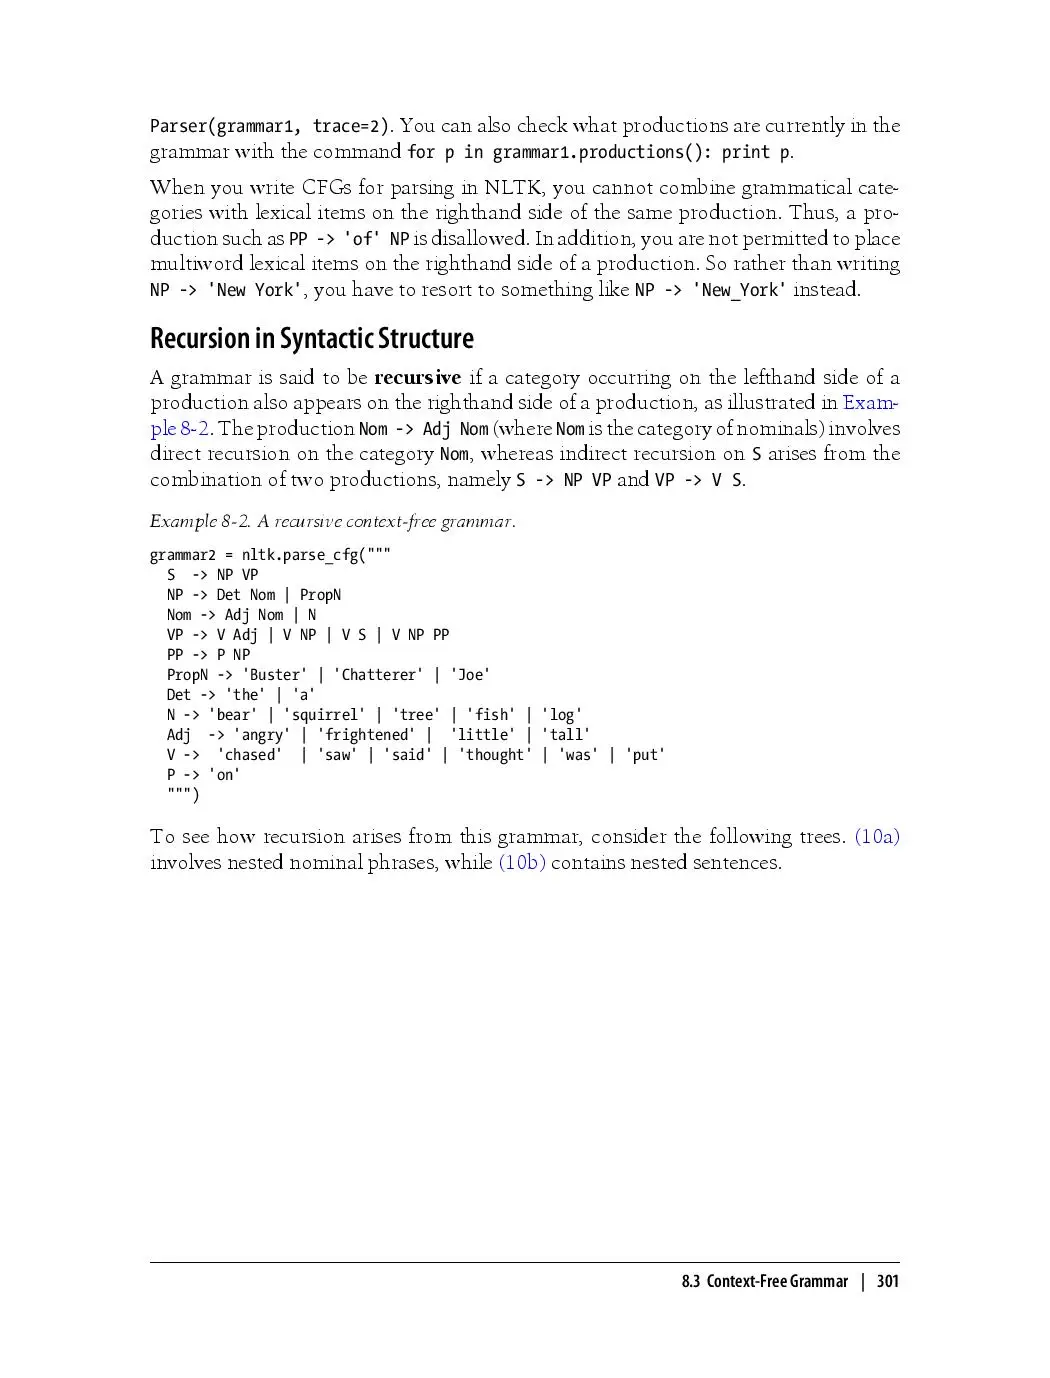 Parser(grammar1, trace=2). You can also check what productions are currently in the
grammar with the command for p in grammar1.productions(): print p.
When you write CFGs for parsing in NLTK, you cannot combine grammatical cate-
gories with lexical items on the righthand side of the same production. Thus, a pro-
duction such as PP -> 'of' NP is disallowed. In addition, you are not permitted to place
multiword lexical items on the righthand side of a production. So rather than writing
NP -> 'New York', you have to resort to something like NP -> 'New_York' instead.
Recursion in Syntactic Structure
A grammar is said to be recursive if a category occurring on the lefthand side of a
production also appears on the righthand side of a production, as illustrated in Exam-
ple 8-2. The production Nom -> Adj Nom (where Nom is the category of nominals) involves
direct recursion on the category Nom, whereas indirect recursion on S arises from the
combination of two productions, namely S -> NP VP and VP -> V S.
Example 8-2. A recursive context-free grammar.
grammar2 = nltk.parse_cfg("""
  S  -> NP VP
  NP -> Det Nom | PropN
  Nom -> Adj Nom | N
  VP -> V Adj | V NP | V S | V NP PP
  PP -> P NP
  PropN -> 'Buster' | 'Chatterer' | 'Joe'
  Det -> 'the' | 'a'
  N -> 'bear' | 'squirrel' | 'tree' | 'fish' | 'log'
  Adj  -> 'angry' | 'frightened' |  'little' | 'tall'
  V ->  'chased'  | 'saw' | 'said' | 'thought' | 'was' | 'put'
  P -> 'on'
  """)
To see how recursion arises from this grammar, consider the following trees. (10a)
involves nested nominal phrases, while (10b) contains nested sentences.
8.3 Context-Free Grammar | 301